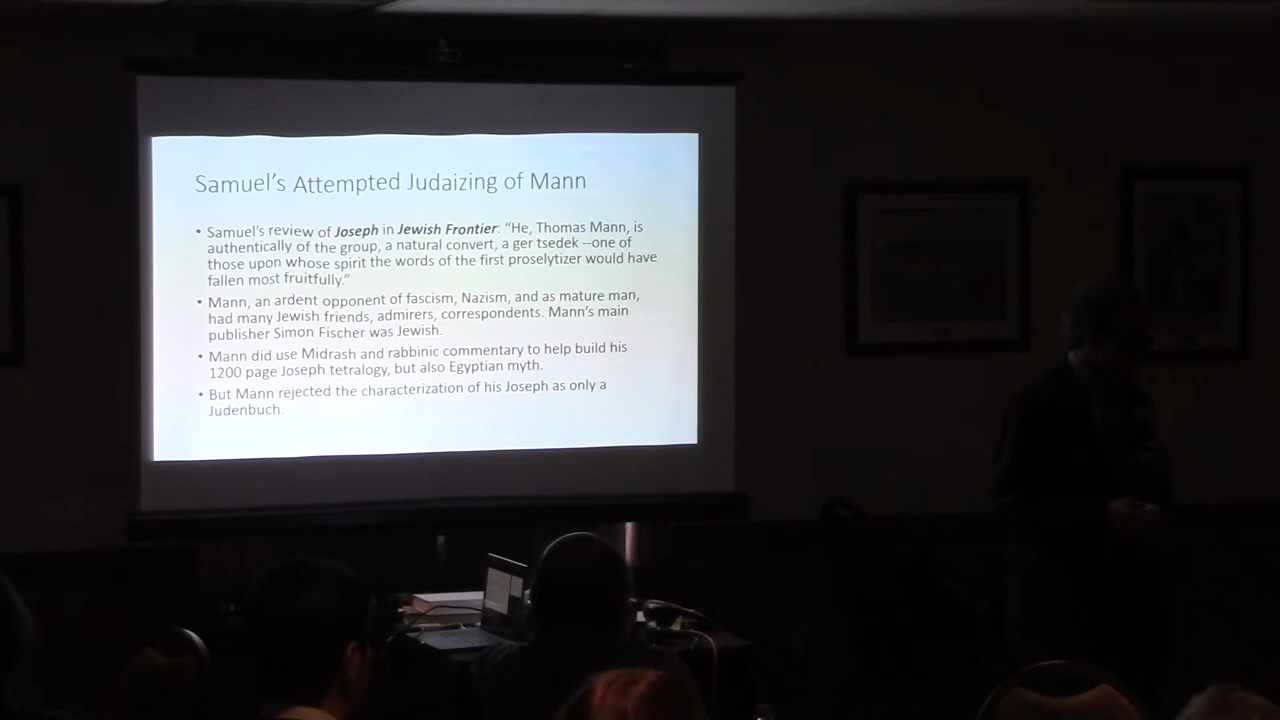 Samuel's Attempted Judaizing of Mann
• Samuel's review of Joseph in Jewish Frontier: "He, Thomas Mann, is
authentically of the group, a natural convert, a ger tsedek --one of
those upon whose spirit the words of the first proselytizer would have
fallen most fruitfully."
• Mann, an ardent opponent of fascism, Nazism, and as mature man,
had many Jewish friends, admirers, correspondents. Mann's main
publisher Simon Fischer was Jewish.
• Mann did use Midrash and rabbinic commentary to help build his
1200 page Joseph tetralogy, but also Egyptian myth.
• But Mann rejected the characterization of his Joseph as only a
Judenbuch.